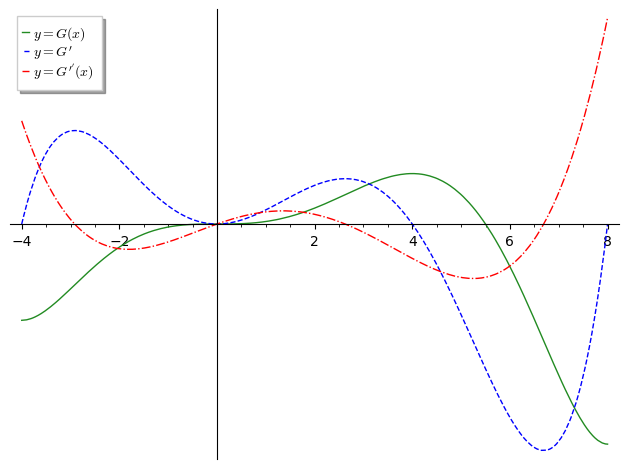 y = G(x)
y = G ′
y = G ′′(x)
−4 −2 2 4 6 8